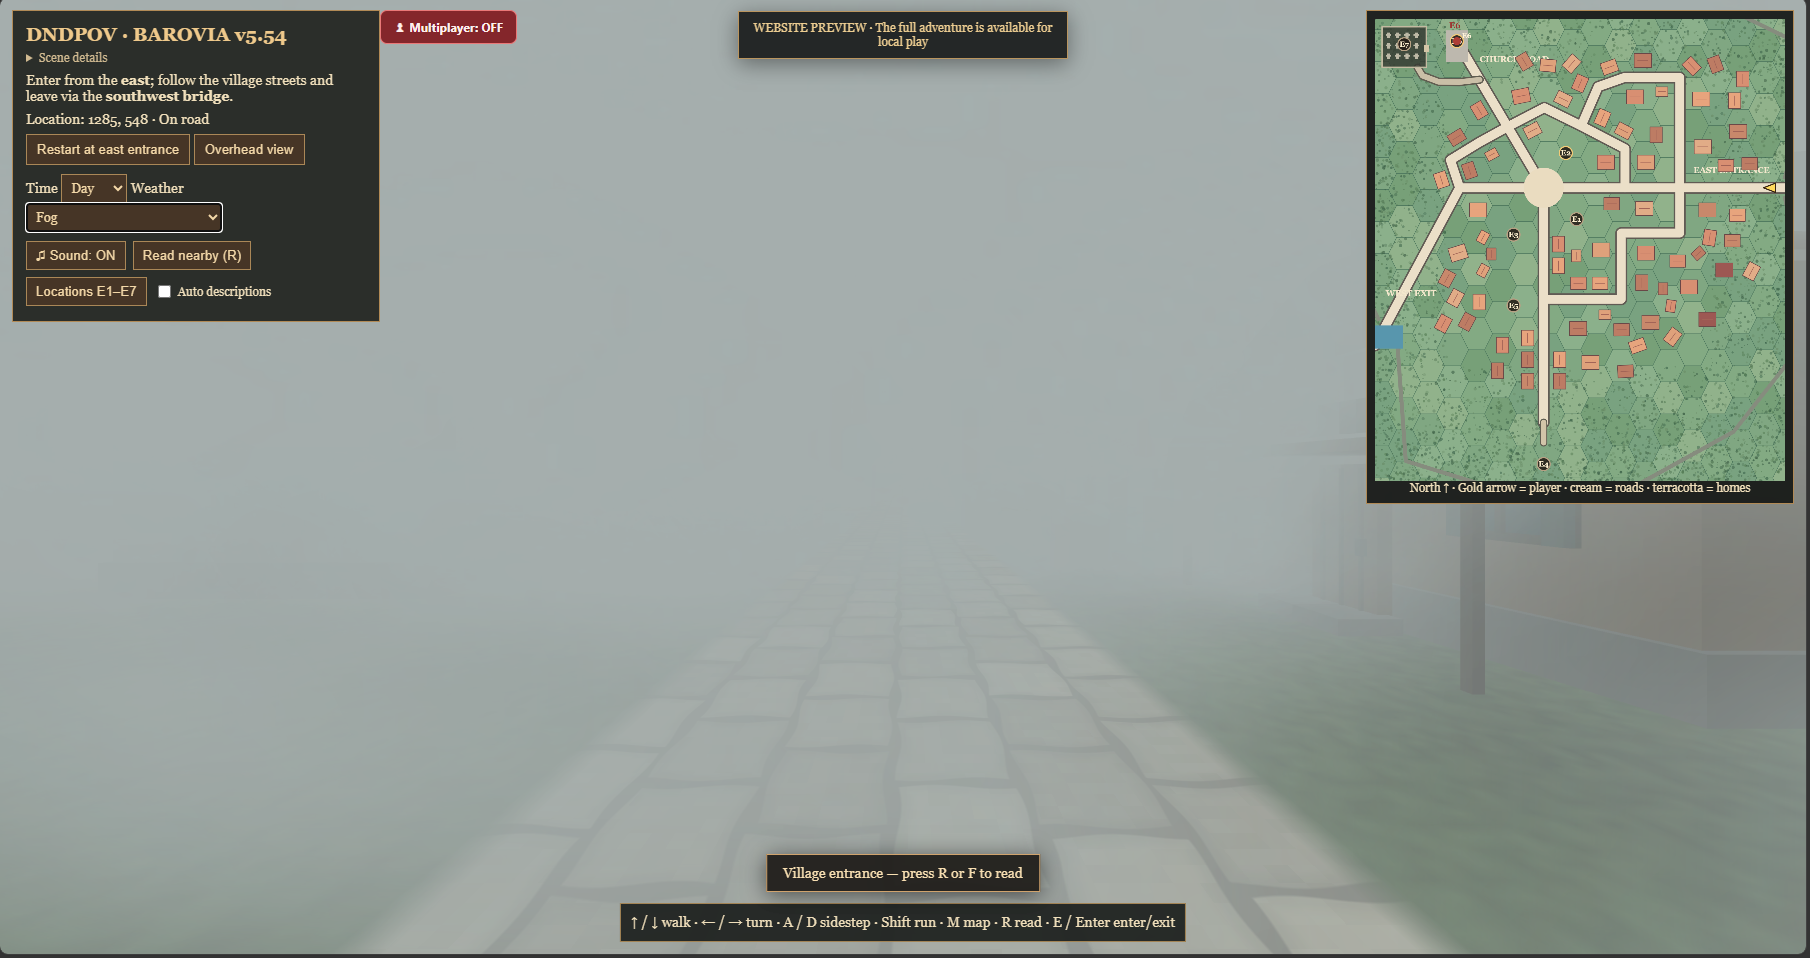 DNDPOV · BAROVIA v5.54
▶ Scene details
Enter from the east; follow the village streets and
leave via the southwest bridge.
Location: 1285, 548 · On road
Restart at east entrance
Overhead view
Time Day Weather
Fog
♫ Sound: ON
Read nearby (R)
Locations E1–E7
Auto descriptions
Multiplayer: OFF
WEBSITE PREVIEW · The full adventure is available for
local play
E6
E6
E7
E2
E1
E3
E5
E4
North ↑ · Gold arrow = player · cream = roads · terracotta = homes
Village entrance — press R or F to read
↑ / ↓ walk · ← / → turn · A / D sidestep · Shift run · M map · R read · E / Enter enter/exit